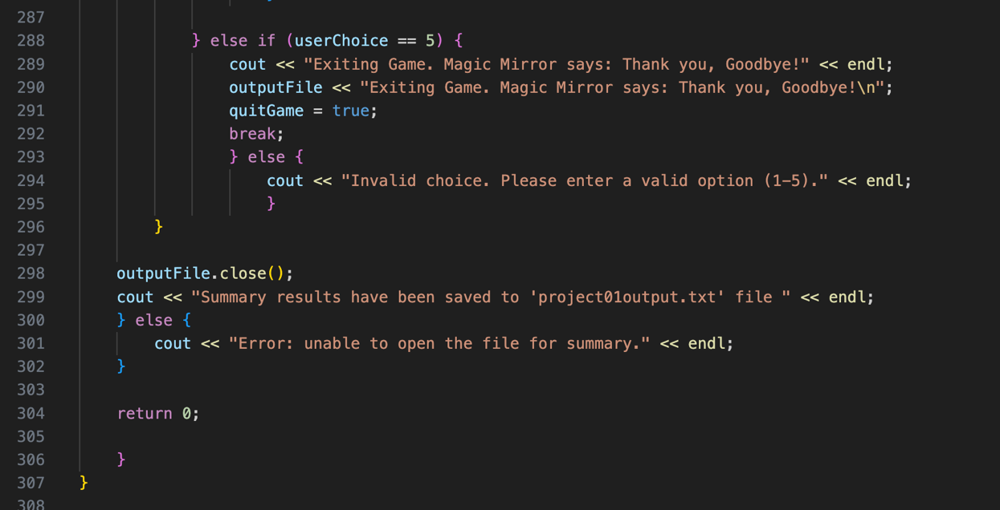 287
288 } else if (userChoice == 5) {
289 cout << "Exiting Game. Magic Mirror says: Thank you, Goodbye!" << endl;
290 outputFile << "Exiting Game. Magic Mirror says: Thank you, Goodbye!\n";
291 quitGame = true;
292 break;
293 } else {
294 cout << "Invalid choice. Please enter a valid option (1–5)." << endl;
295 }
296 }
297
298 outputFile.close();
299 cout << "Summary results have been saved to 'project01output.txt' file " << endl;
300 } else {
301 cout << "Error: unable to open the file for summary." << endl;
302 }
303
304 return 0;
305
306 }
307 }
308